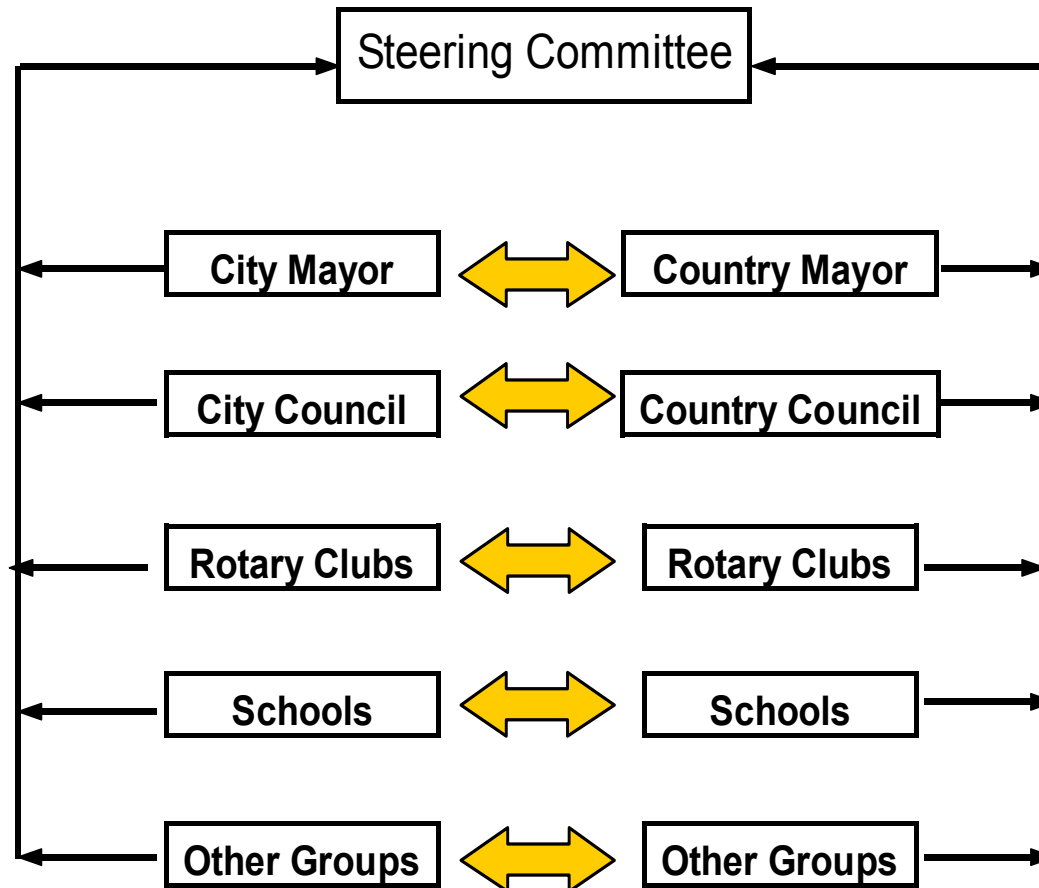 Steering Committee
City Mayor
Country Mayor
City Council
Country Council
Rotary Clubs
Rotary Clubs
Schools
Schools
Other Groups
Other Groups